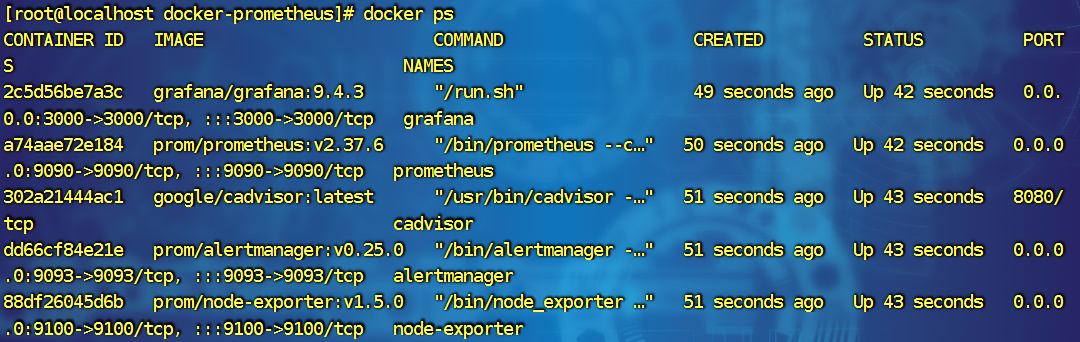 [root@localhost docker-prometheus]# docker ps
CONTAINER ID   IMAGE                       COMMAND                   CREATED          STATUS          PORT
S                                       NAMES
2c5d56be7a3c   grafana/grafana:9.4.3       "/run.sh"                 49 seconds ago   Up 42 seconds   0.0.
0.0:3000->3000/tcp, :::3000->3000/tcp   grafana
a74aae72e184   prom/prometheus:v2.37.6     "/bin/prometheus --c…"   50 seconds ago   Up 42 seconds   0.0.0
.0:9090->9090/tcp, :::9090->9090/tcp   prometheus
302a21444ac1   google/cadvisor:latest      "/usr/bin/cadvisor -…"   51 seconds ago   Up 43 seconds   8080/
tcp                                    cadvisor
dd66cf84e21e   prom/alertmanager:v0.25.0   "/bin/alertmanager -…"   51 seconds ago   Up 43 seconds   0.0.0
.0:9093->9093/tcp, :::9093->9093/tcp   alertmanager
88df26045d6b   prom/node-exporter:v1.5.0   "/bin/node_exporter …"   51 seconds ago   Up 43 seconds   0.0.0
.0:9100->9100/tcp, :::9100->9100/tcp   node-exporter